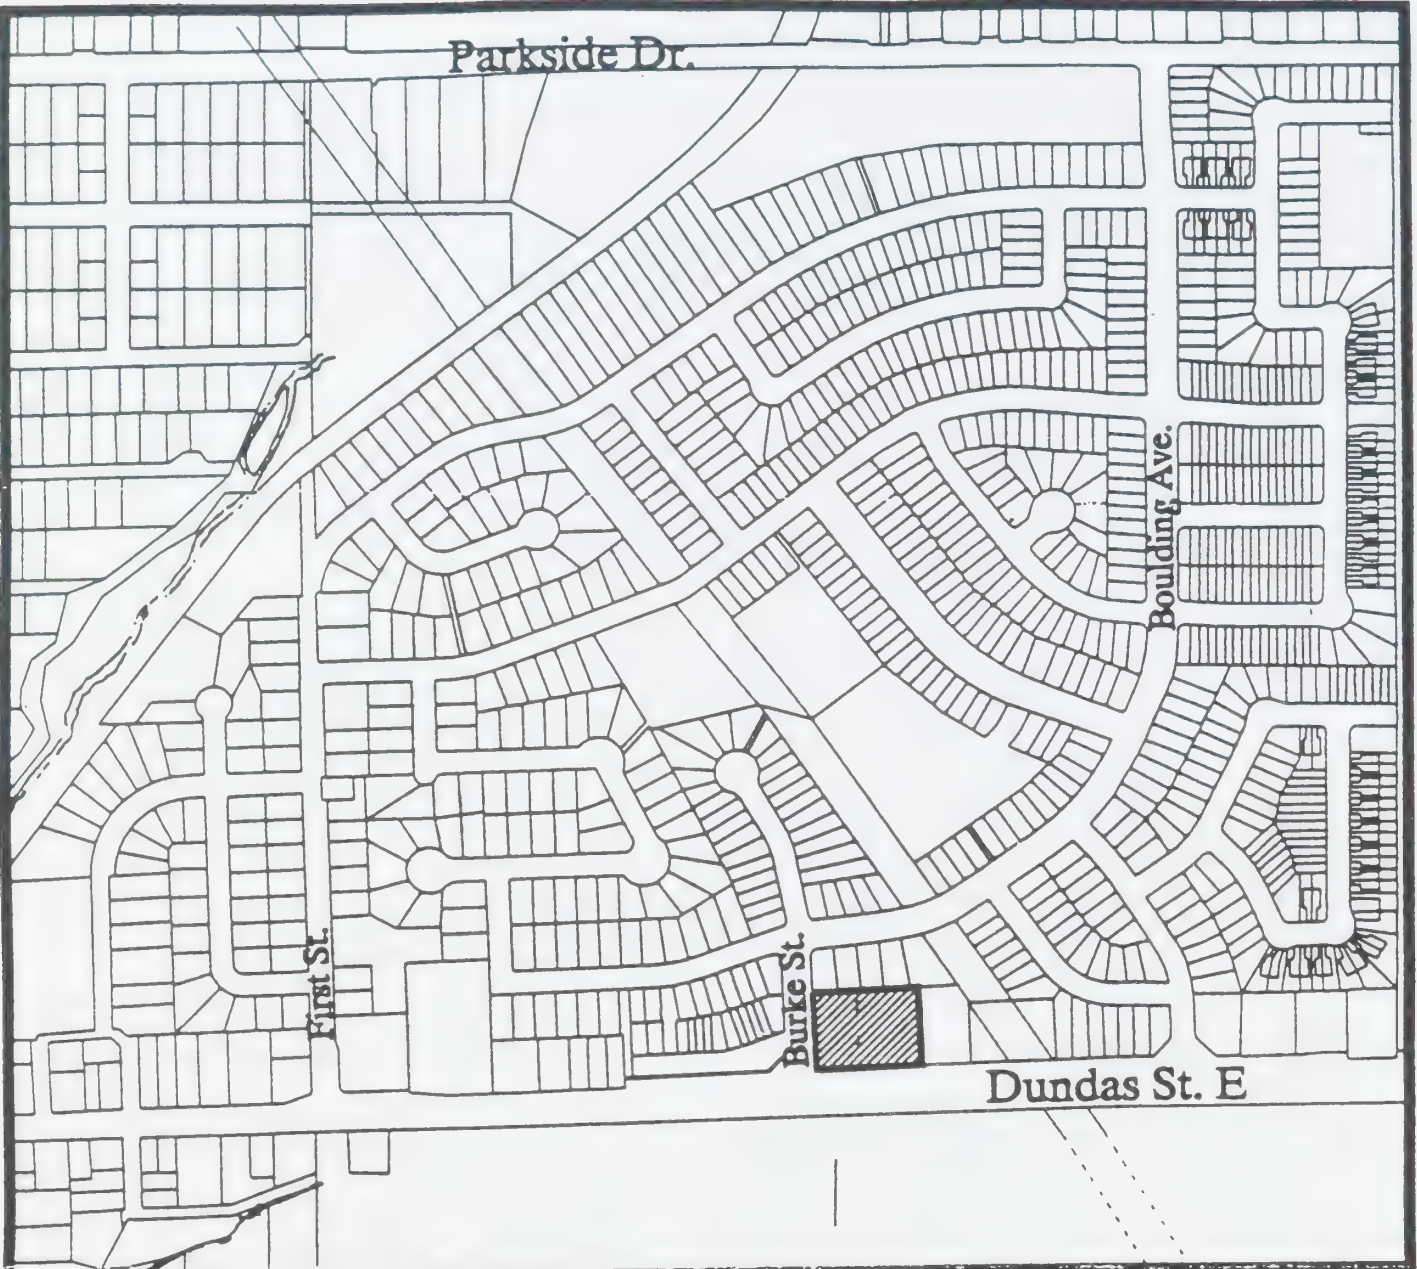 Parkside Dr.
Boulding Ave.
First St.
Burke St.
Dundas St. E